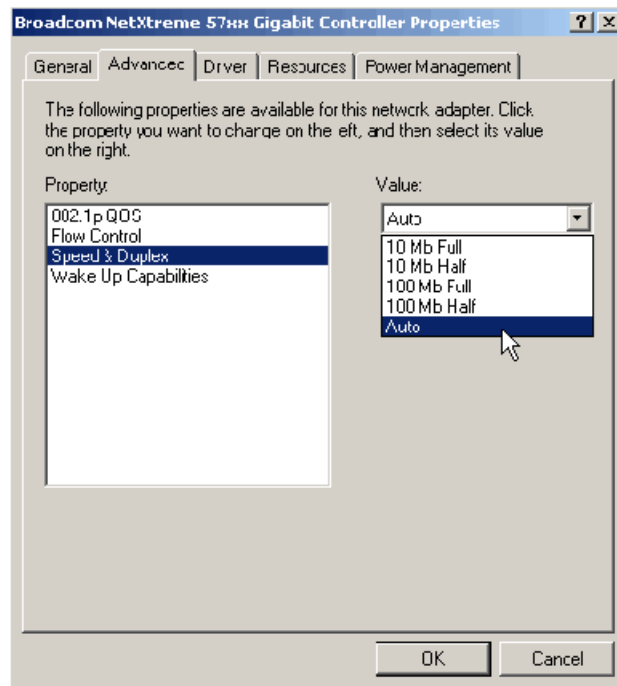 Broadcom NetXtreme 57xx Gigabit Controller Properties
General Advanced Driver Resources Power Management
The following properties are available for this network adapter. Click
the property you want to change on the left, and then select its value
on the right.
Property:
Value:
802.1p QOS
Flow Control
Speed & Duplex
Wake Up Capabilities
Auto
10 Mb Full
10 Mb Half
100 Mb Full
100 Mb Half
Auto
OK Cancel